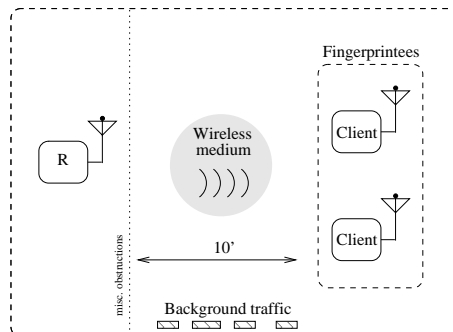 Fingerprintees
Wireless
medium
R
Client
Client
misc. obstructions
10'
Background traffic